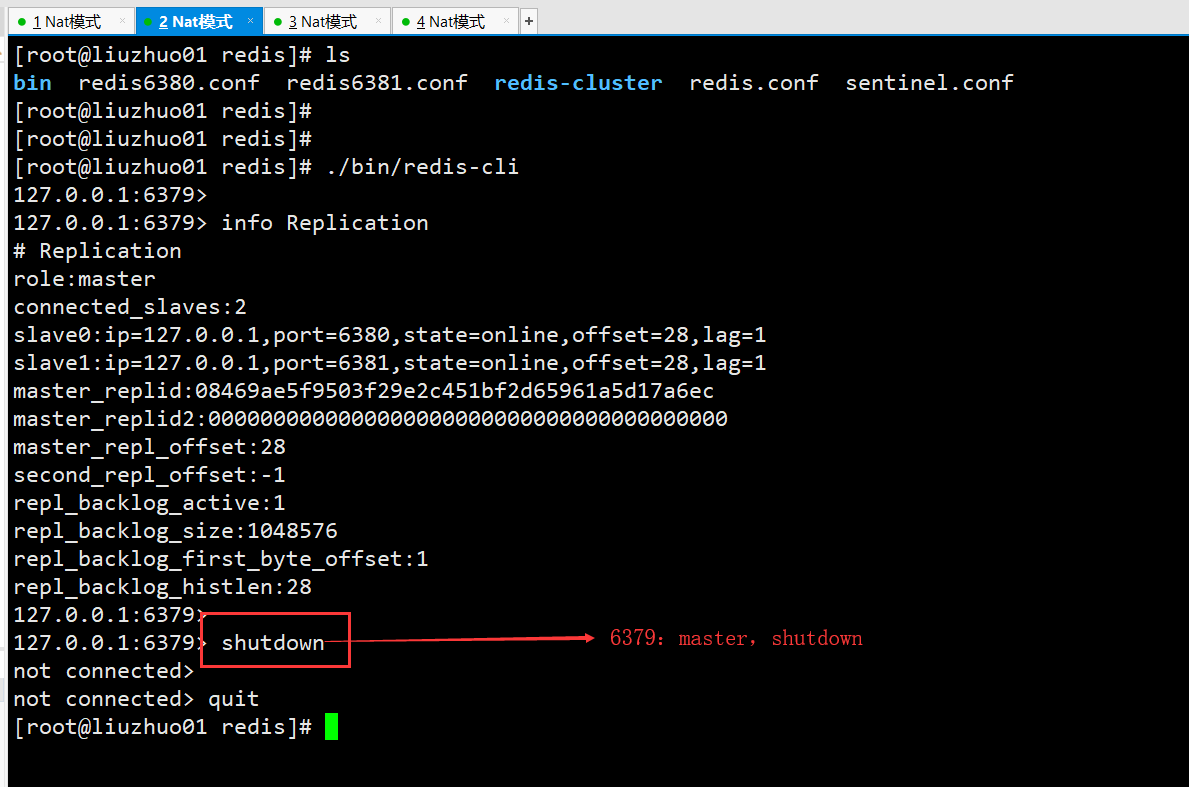 1 Nat模式 × 2 Nat模式 × 3 Nat模式 × 4 Nat模式 × +
[root@liuzhuo01 redis]# ls
bin redis6380.conf redis6381.conf redis-cluster redis.conf sentinel.conf
[root@liuzhuo01 redis]#
[root@liuzhuo01 redis]#
[root@liuzhuo01 redis]# ./bin/redis-cli
127.0.0.1:6379>
127.0.0.1:6379> info Replication
# Replication
role:master
connected_slaves:2
slave0:ip=127.0.0.1,port=6380,state=online,offset=28,lag=1
slave1:ip=127.0.0.1,port=6381,state=online,offset=28,lag=1
master_replid:08469ae5f9503f29e2c451bf2d65961a5d17a6ec
master_replid2:0000000000000000000000000000000000000000
master_repl_offset:28
second_repl_offset:-1
repl_backlog_active:1
repl_backlog_size:1048576
repl_backlog_first_byte_offset:1
repl_backlog_histlen:28
127.0.0.1:6379>
127.0.0.1:6379> shutdown 6379：master，shutdown
not connected>
not connected> quit
[root@liuzhuo01 redis]#